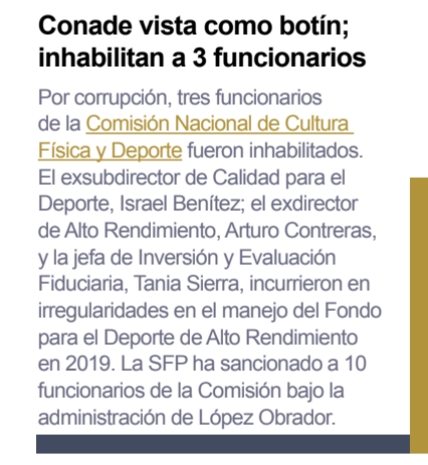 Conade vista como botín;
inhabilitan a 3 funcionarios
Por corrupción, tres funcionarios
de la Comisión Nacional de Cultura
Física y Deporte fueron inhabilitados.
El exsubdirector de Calidad para el
Deporte, Israel Benítez; el exdirector
de Alto Rendimiento, Arturo Contreras,
y la jefa de Inversión y Evaluación
Fiduciaria, Tania Sierra, incurrieron en
irregularidades en el manejo del Fondo
para el Deporte de Alto Rendimiento
en 2019. La SFP ha sancionado a 10
funcionarios de la Comisión bajo la
administración de López Obrador.